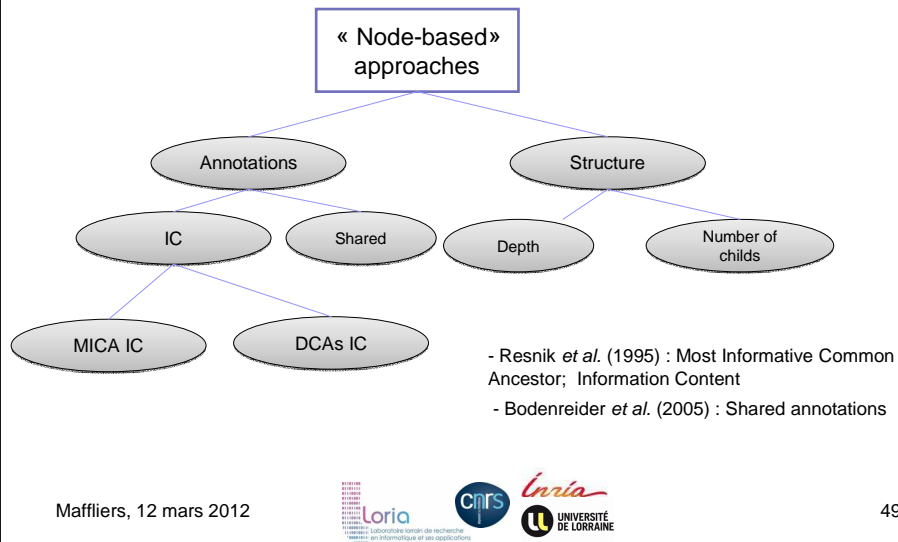 « Node-based»
approaches
Annotations
Structure
IC
Shared
Depth
Number of
childs
MICA IC
DCAs IC
- Resnik et al. (1995) : Most Informative Common
Ancestor;  Information Content
- Bodenreider et al. (2005) : Shared annotations
Maffliers, 12 mars 2012
Loria
Laboratoire lorrain de recherche
en informatique et ses applications
cnrs
Inría
UNIVERSITÉ
DE LORRAINE
49